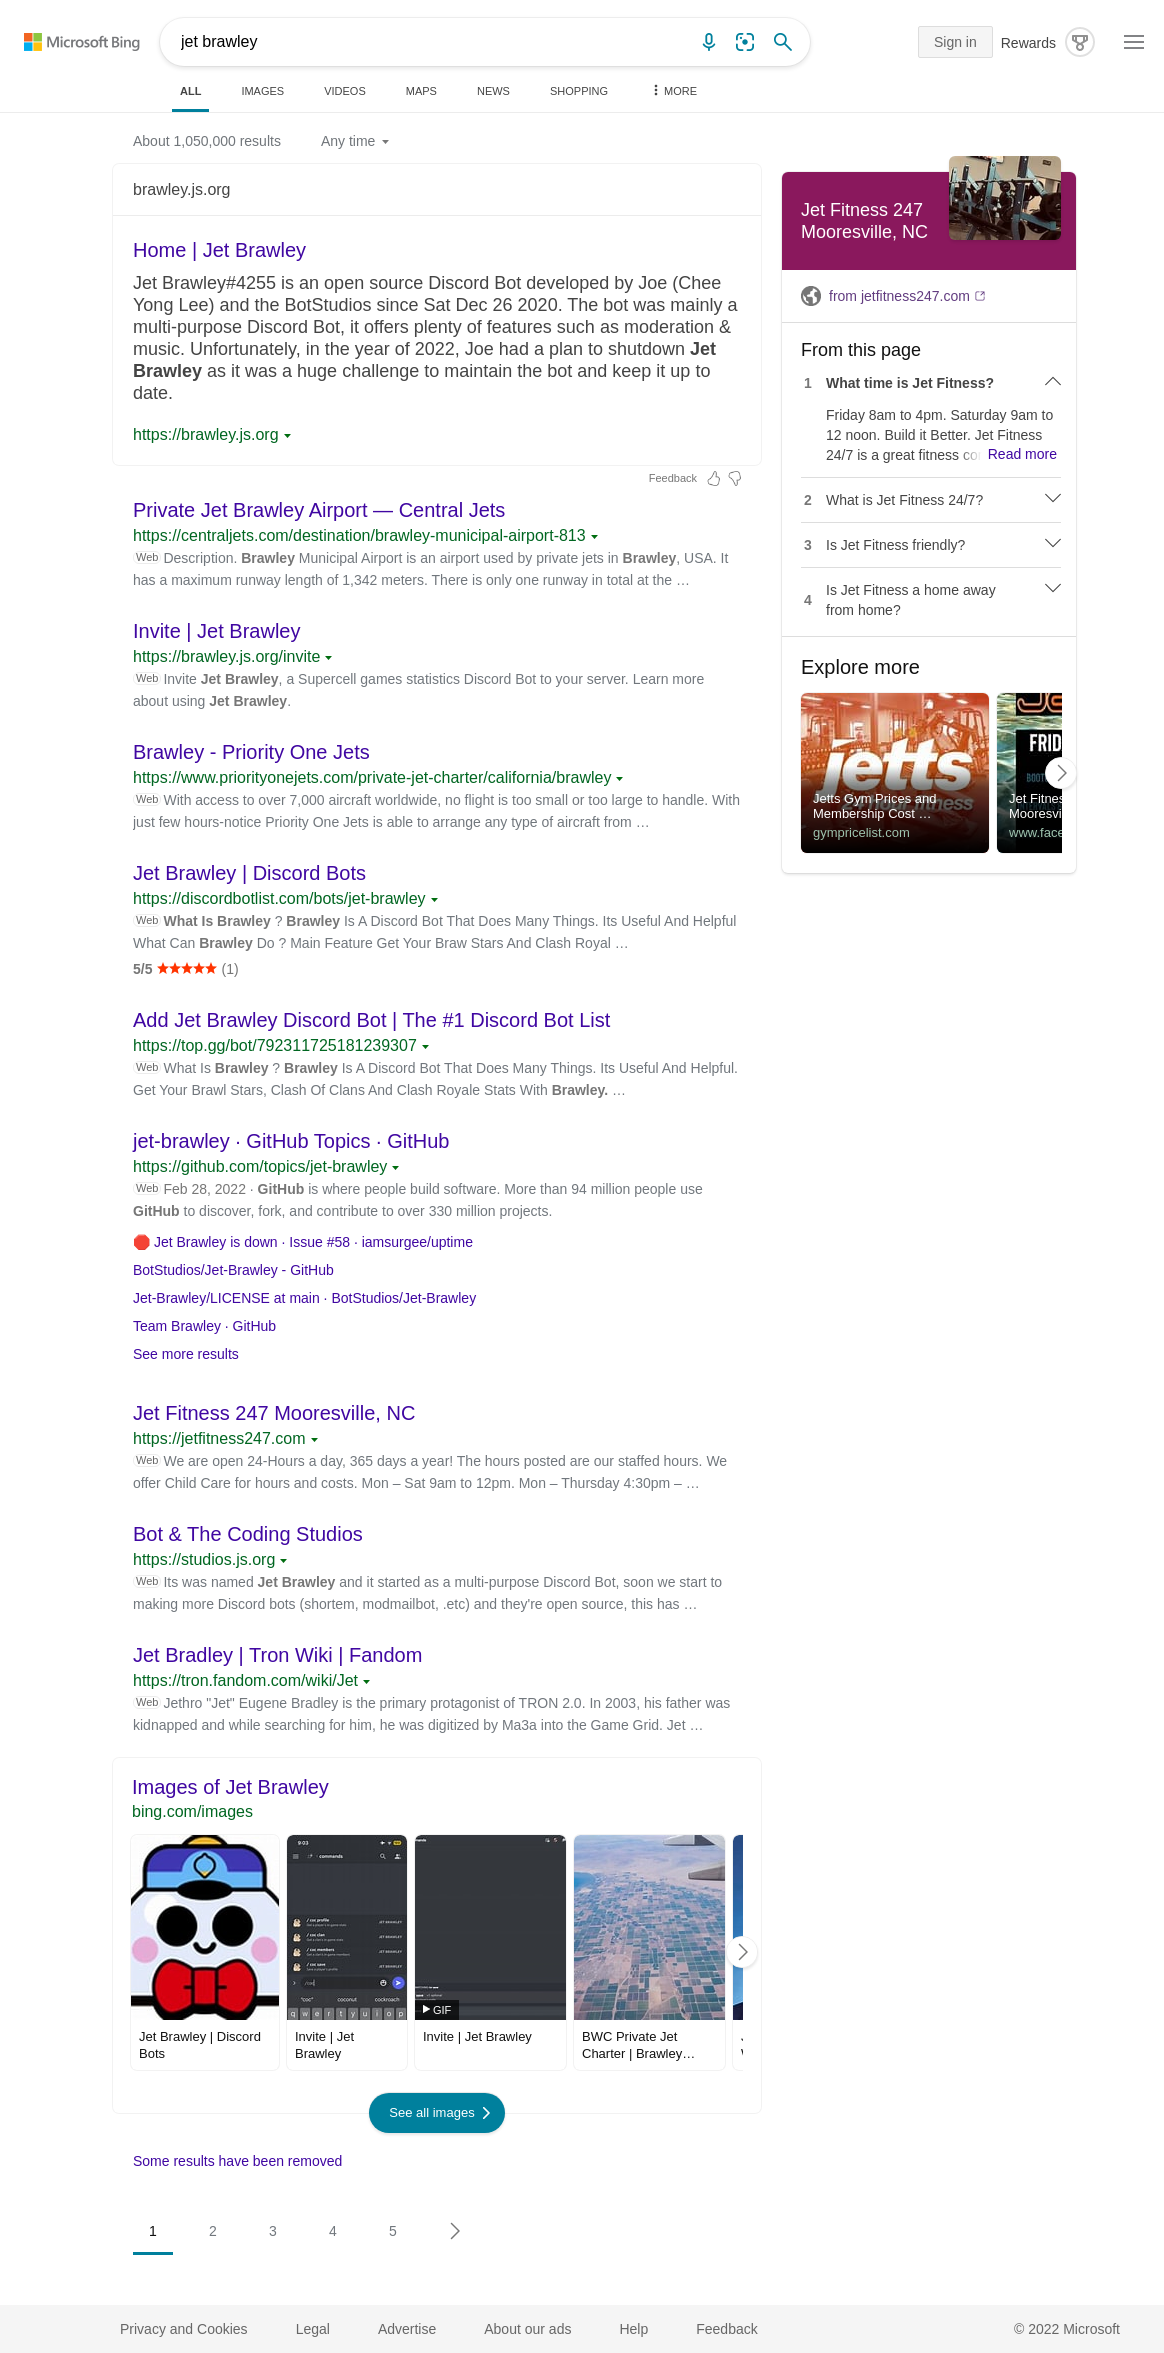 Microsoft Bing
jet brawley
Sign in
Rewards
ALL
IMAGES
VIDEOS
MAPS
NEWS
SHOPPING
MORE
About 1,050,000 results
Any time
brawley.js.org
Home | Jet Brawley
Jet Brawley#4255 is an open source Discord Bot developed by Joe (Chee
Yong Lee) and the BotStudios since Sat Dec 26 2020. The bot was mainly a
multi-purpose Discord Bot, it offers plenty of features such as moderation &
music. Unfortunately, in the year of 2022, Joe had a plan to shutdown Jet
Brawley as it was a huge challenge to maintain the bot and keep it up to
date.
https://brawley.js.org
Feedback
Private Jet Brawley Airport — Central Jets
https://centraljets.com/destination/brawley-municipal-airport-813
Web Description. Brawley Municipal Airport is an airport used by private jets in Brawley, USA. It
has a maximum runway length of 1,342 meters. There is only one runway in total at the …
Invite | Jet Brawley
https://brawley.js.org/invite
Web Invite Jet Brawley, a Supercell games statistics Discord Bot to your server. Learn more
about using Jet Brawley.
Brawley - Priority One Jets
https://www.priorityonejets.com/private-jet-charter/california/brawley
Web With access to over 7,000 aircraft worldwide, no flight is too small or too large to handle. With
just few hours-notice Priority One Jets is able to arrange any type of aircraft from …
Jet Brawley | Discord Bots
https://discordbotlist.com/bots/jet-brawley
Web What Is Brawley ? Brawley Is A Discord Bot That Does Many Things. Its Useful And Helpful
What Can Brawley Do ? Main Feature Get Your Braw Stars And Clash Royal …
5/5 ★★★★★ (1)
Add Jet Brawley Discord Bot | The #1 Discord Bot List
https://top.gg/bot/792311725181239307
Web What Is Brawley ? Brawley Is A Discord Bot That Does Many Things. Its Useful And Helpful.
Get Your Brawl Stars, Clash Of Clans And Clash Royale Stats With Brawley. …
jet-brawley · GitHub Topics · GitHub
https://github.com/topics/jet-brawley
Web Feb 28, 2022 · GitHub is where people build software. More than 94 million people use
GitHub to discover, fork, and contribute to over 330 million projects.
🛑 Jet Brawley is down · Issue #58 · iamsurgee/uptime
BotStudios/Jet-Brawley - GitHub
Jet-Brawley/LICENSE at main · BotStudios/Jet-Brawley
Team Brawley · GitHub
See more results
Jet Fitness 247 Mooresville, NC
https://jetfitness247.com
Web We are open 24-Hours a day, 365 days a year! The hours posted are our staffed hours. We
offer Child Care for hours and costs. Mon – Sat 9am to 12pm. Mon – Thursday 4:30pm – …
Bot & The Coding Studios
https://studios.js.org
Web Its was named Jet Brawley and it started as a multi-purpose Discord Bot, soon we start to
making more Discord bots (shortem, modmailbot, .etc) and they're open source, this has …
Jet Bradley | Tron Wiki | Fandom
https://tron.fandom.com/wiki/Jet
Web Jethro "Jet" Eugene Bradley is the primary protagonist of TRON 2.0. In 2003, his father was
kidnapped and while searching for him, he was digitized by Ma3a into the Game Grid. Jet …
Images of Jet Brawley
bing.com/images
9:03
commands
/ coc profile
JET BRAWLEY
/ coc clan
JET BRAWLEY
/ coc members
JET BRAWLEY
/ coc save
JET BRAWLEY
/coc
"coc"
coconut
cockroach
q w e r t y u i o p
GIF
Jet Brawley | Discord
Bots
Invite | Jet
Brawley
Invite | Jet Brawley
BWC Private Jet
Charter | Brawley…
See all images
Some results have been removed
1
2
3
4
5
Jet Fitness 247
Mooresville, NC
from jetfitness247.com
From this page
1 What time is Jet Fitness?
Friday 8am to 4pm. Saturday 9am to
12 noon. Build it Better. Jet Fitness
24/7 is a great fitness co Read more
2 What is Jet Fitness 24/7?
3 Is Jet Fitness friendly?
4 Is Jet Fitness a home away
from home?
Explore more
jetts
24 hour fitness
Jetts Gym Prices and
Membership Cost …
gympricelist.com
FRID
BOOT
Jet Fitnes
Mooresvi
www.face
Privacy and Cookies
Legal
Advertise
About our ads
Help
Feedback
© 2022 Microsoft